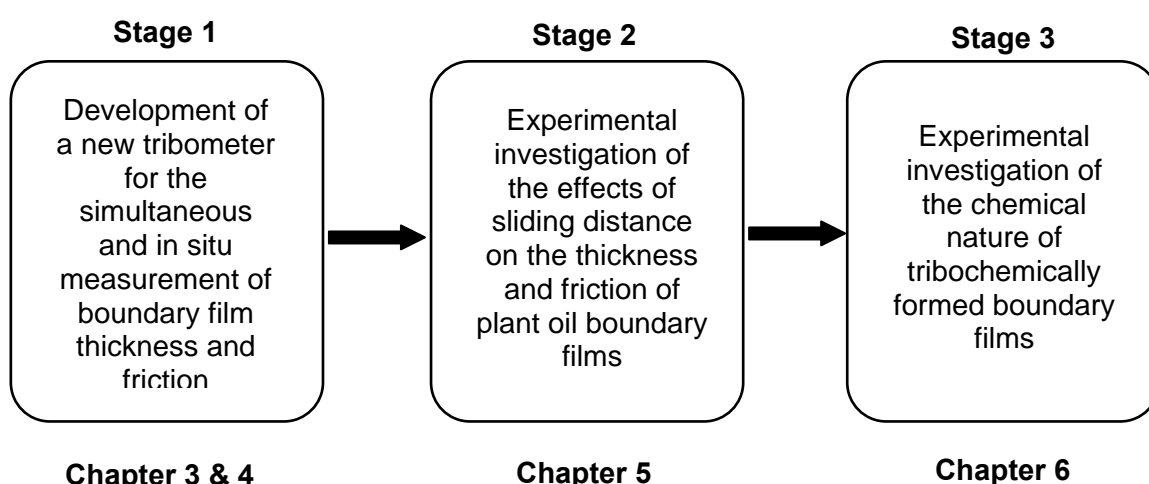 Stage 1
Development of
a new tribometer
for the
simultaneous
and in situ
measurement of
boundary film
thickness and
friction
Chapter 3 & 4
Stage 2
Experimental
investigation of
the effects of
sliding distance
on the thickness
and friction of
plant oil boundary
films
Chapter 5
Stage 3
Experimental
investigation of
the chemical
nature of
tribochemically
formed boundary
films
Chapter 6